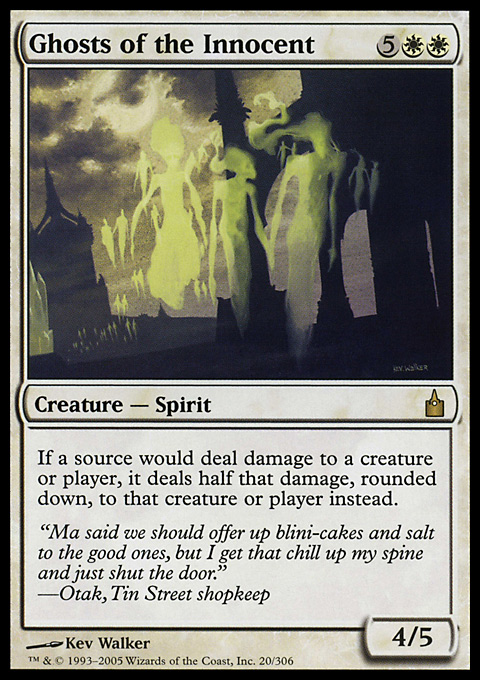 Ghosts of the Innocent 5
KEV. WALKER
Creature — Spirit
If a source would deal damage to a creature
or player, it deals half that damage, rounded
down, to that creature or player instead.
“Ma said we should offer up blini-cakes and salt
to the good ones, but I get that chill up my spine
and just shut the door.”
—Otak, Tin Street shopkeep
Kev Walker
4/5
™ & © 1993–2005 Wizards of the Coast, Inc. 20/306